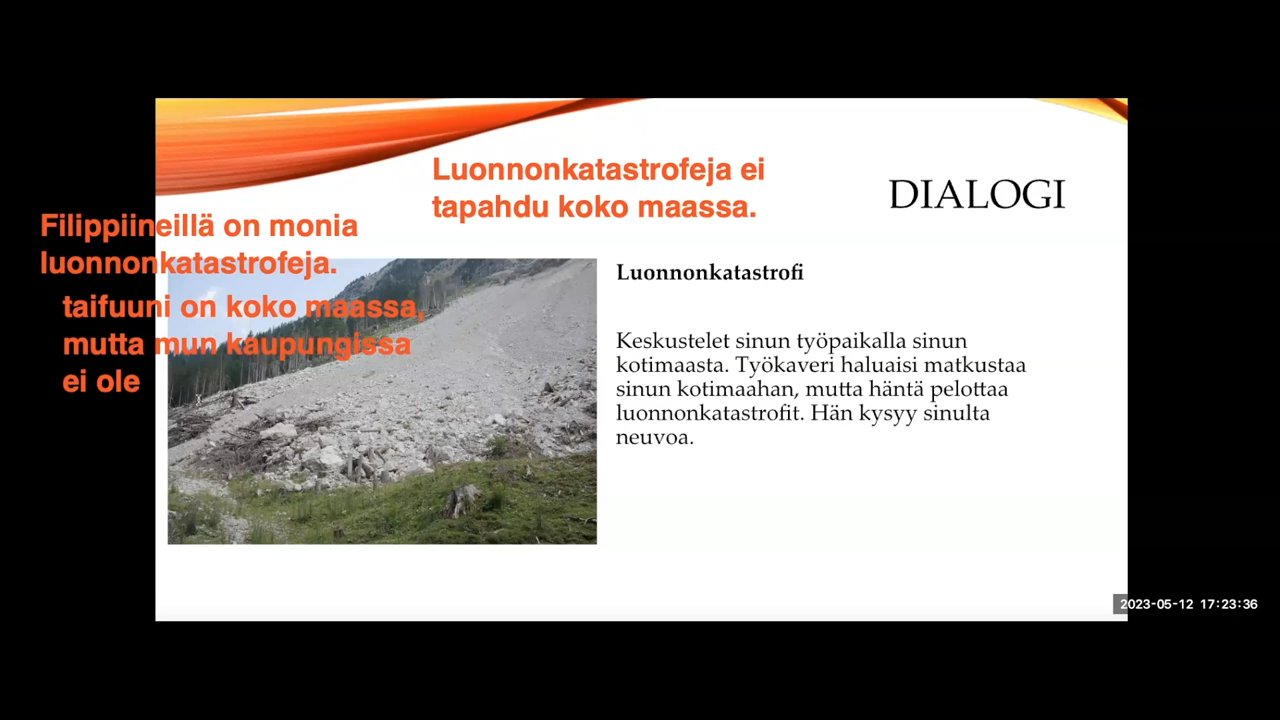 Luonnonkatastrofeja ei
tapahdu koko maassa.
DIALOGI
Filippiineillä on monia
luonnonkatastrofeja.
taifuuni on koko maassa,
mutta mun kaupungissa
ei ole
Luonnonkatastrofi
Keskustelet sinun työpaikalla sinun
kotimaasta. Työkaveri haluaisi matkustaa
sinun kotimaahan, mutta häntä pelottaa
luonnonkatastrofit. Hän kysyy sinulta
neuvoa.
2023-05-12 17:23:36